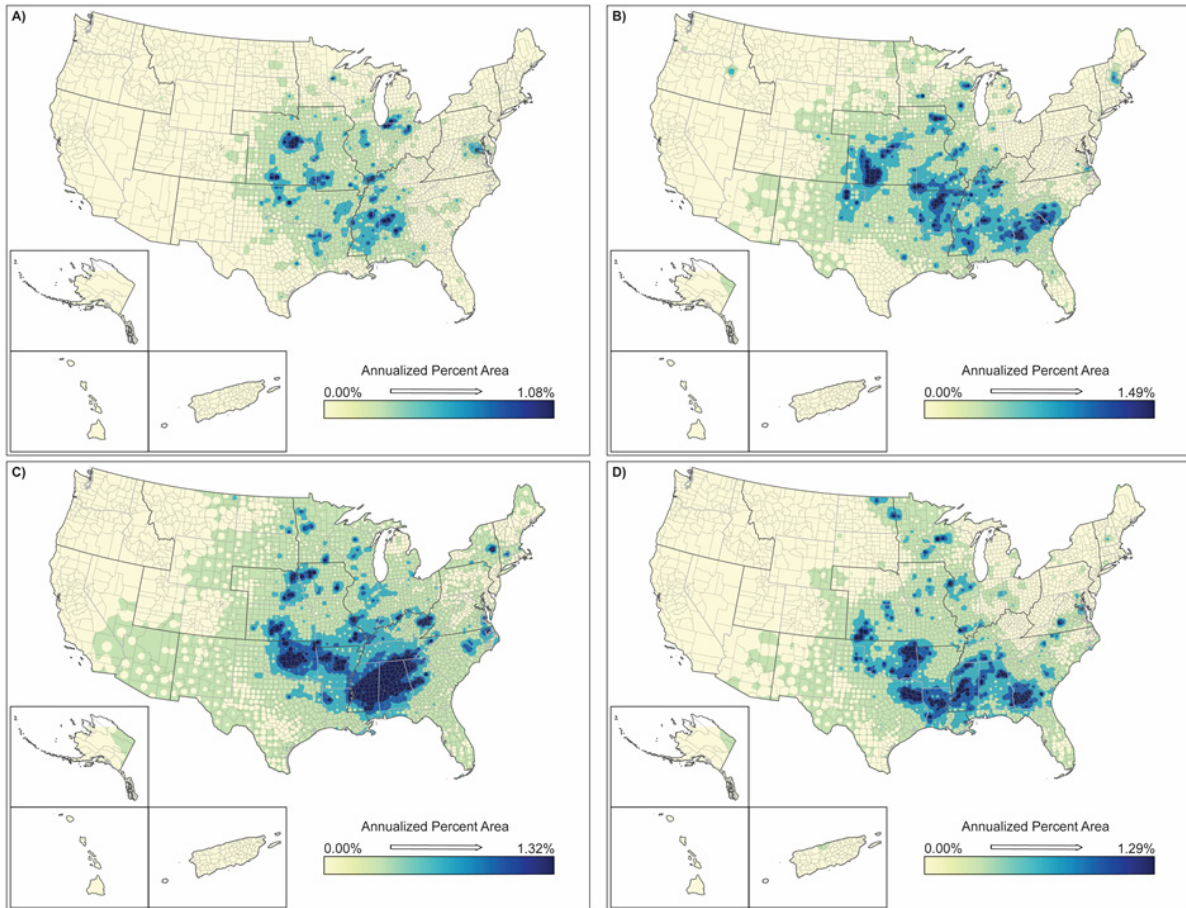 A)
Annualized Percent Area
0.00% 1.08%
B)
Annualized Percent Area
0.00% 1.49%
C)
Annualized Percent Area
0.00% 1.32%
D)
Annualized Percent Area
0.00% 1.29%